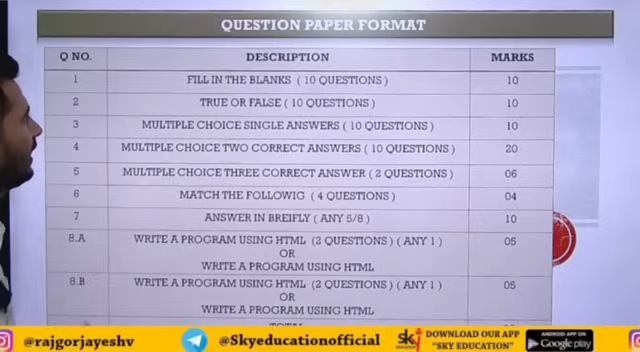 QUESTION PAPER FORMAT
Q NO. DESCRIPTION MARKS
1 FILL IN THE BLANKS ( 10 QUESTIONS ) 10
2 TRUE OR FALSE ( 10 QUESTIONS ) 10
3 MULTIPLE CHOICE SINGLE ANSWERS ( 10 QUESTIONS ) 10
4 MULTIPLE CHOICE TWO CORRECT ANSWERS ( 10 QUESTIONS ) 20
5 MULTIPLE CHOICE THREE CORRECT ANSWER ( 2 QUESTIONS ) 06
6 MATCH THE FOLLOWIG ( 4 QUESTIONS ) 04
7 ANSWER IN BREIFLY ( ANY 5/8 ) 10
8.A WRITE A PROGRAM USING HTML (2 QUESTIONS ) ( ANY 1 ) 05
OR
WRITE A PROGRAM USING HTML
8.B WRITE A PROGRAM USING HTML (2 QUESTIONS ) ( ANY 1 ) 05
OR
WRITE A PROGRAM USING HTML
@rajgorjayeshv
@Skyeducationofficial
sk
DOWNLOAD OUR APP
"SKY EDUCATION"
ANDROID APP ON
Google play